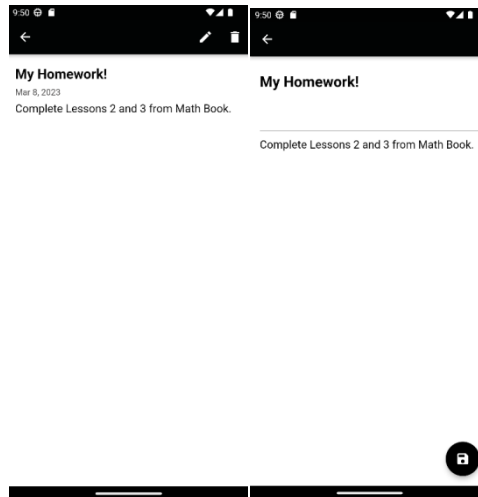 9:50
My Homework!
Mar 8, 2023
Complete Lessons 2 and 3 from Math Book.
9:50
My Homework!
Complete Lessons 2 and 3 from Math Book.